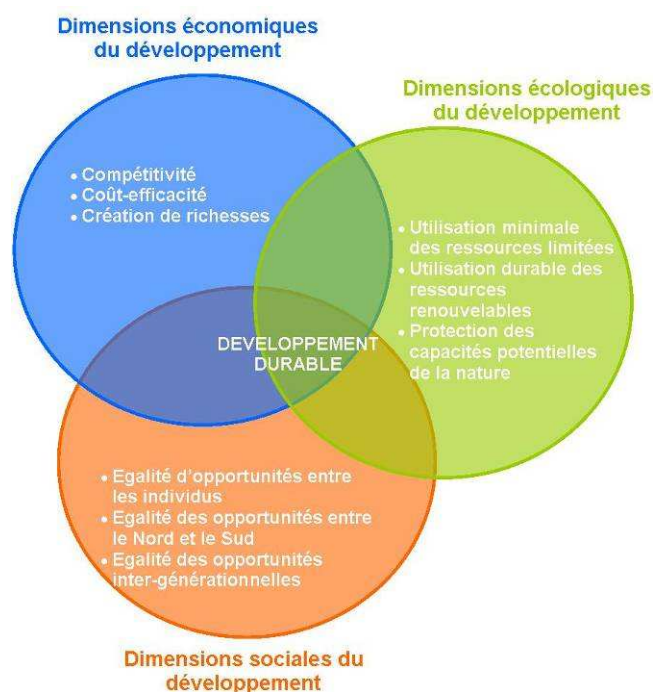 Dimensions économiques
du développement
Dimensions écologiques
du développement
• Compétitivité
• Coût-efficacité
• Création de richesses
• Utilisation minimale
des ressources limitées
• Utilisation durable des
ressources
renouvelables
• Protection des
capacités potentielles
de la nature
DEVELOPPEMENT
DURABLE
• Egalité d'opportunités entre
les individus
• Egalité des opportunités entre
le Nord et le Sud
• Egalité des opportunités
inter-générationnelles
Dimensions sociales du
développement